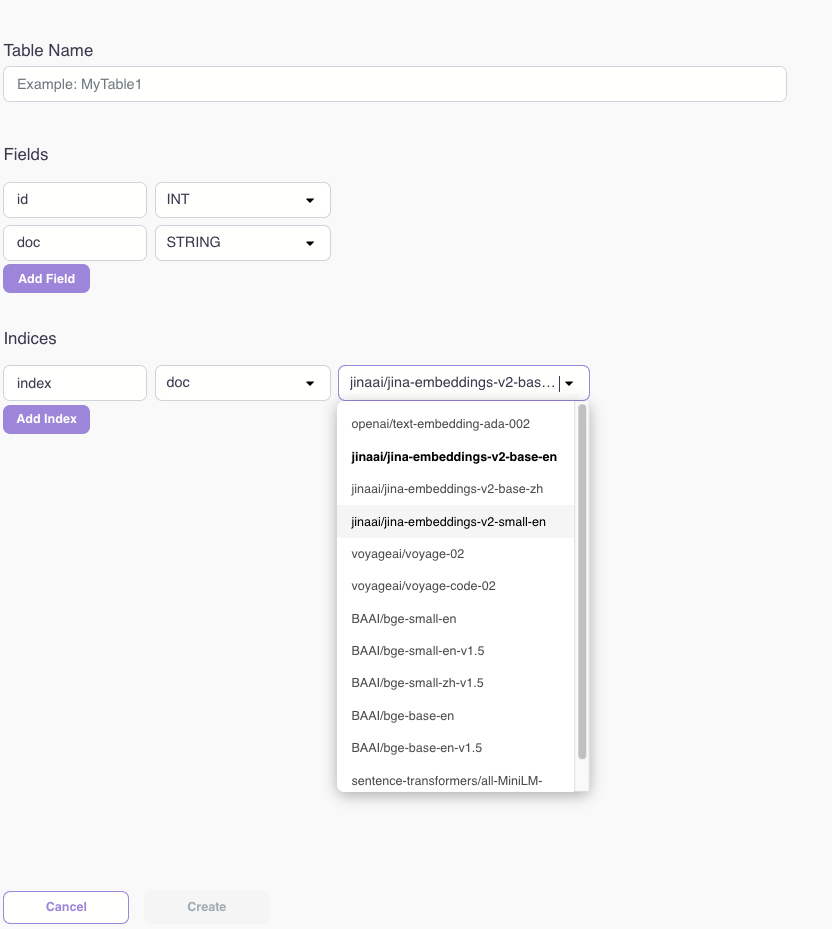 Table Name
Example: MyTable1
Fields
id INT
doc STRING
Add Field
Indices
index doc jinaai/jina-embeddings-v2-bas...
Add Index
openai/text-embedding-ada-002
jinaai/jina-embeddings-v2-base-en
jinaai/jina-embeddings-v2-base-zh
jinaai/jina-embeddings-v2-small-en
voyageai/voyage-02
voyageai/voyage-code-02
BAAI/bge-small-en
BAAI/bge-small-en-v1.5
BAAI/bge-small-zh-v1.5
BAAI/bge-base-en
BAAI/bge-base-en-v1.5
sentence-transformers/all-MiniLM-
Cancel Create